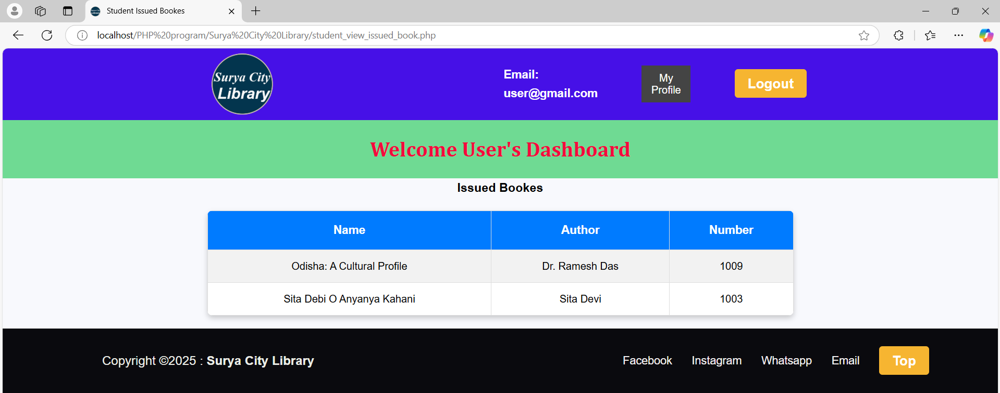 Student Issued Bookes
localhost/PHP%20program/Surya%20City%20Library/student_view_issued_book.php
Surya City
Library
Email:
user@gmail.com
My
Profile
Logout
Welcome User's Dashboard
Issued Bookes
Name Author Number
Odisha: A Cultural Profile Dr. Ramesh Das 1009
Sita Debi O Anyanya Kahani Sita Devi 1003
Copyright ©2025 : Surya City Library Facebook Instagram Whatsapp Email Top